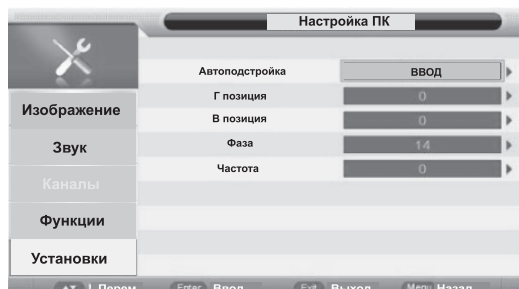 Настройка ПК
Автоподстройка ВВОД
Г позиция 0
В позиция 0
Фаза 14
Частота 0
Изображение
Звук
Каналы
Функции
Установки
Перем Enter Ввод Exit Выход Menu Назад